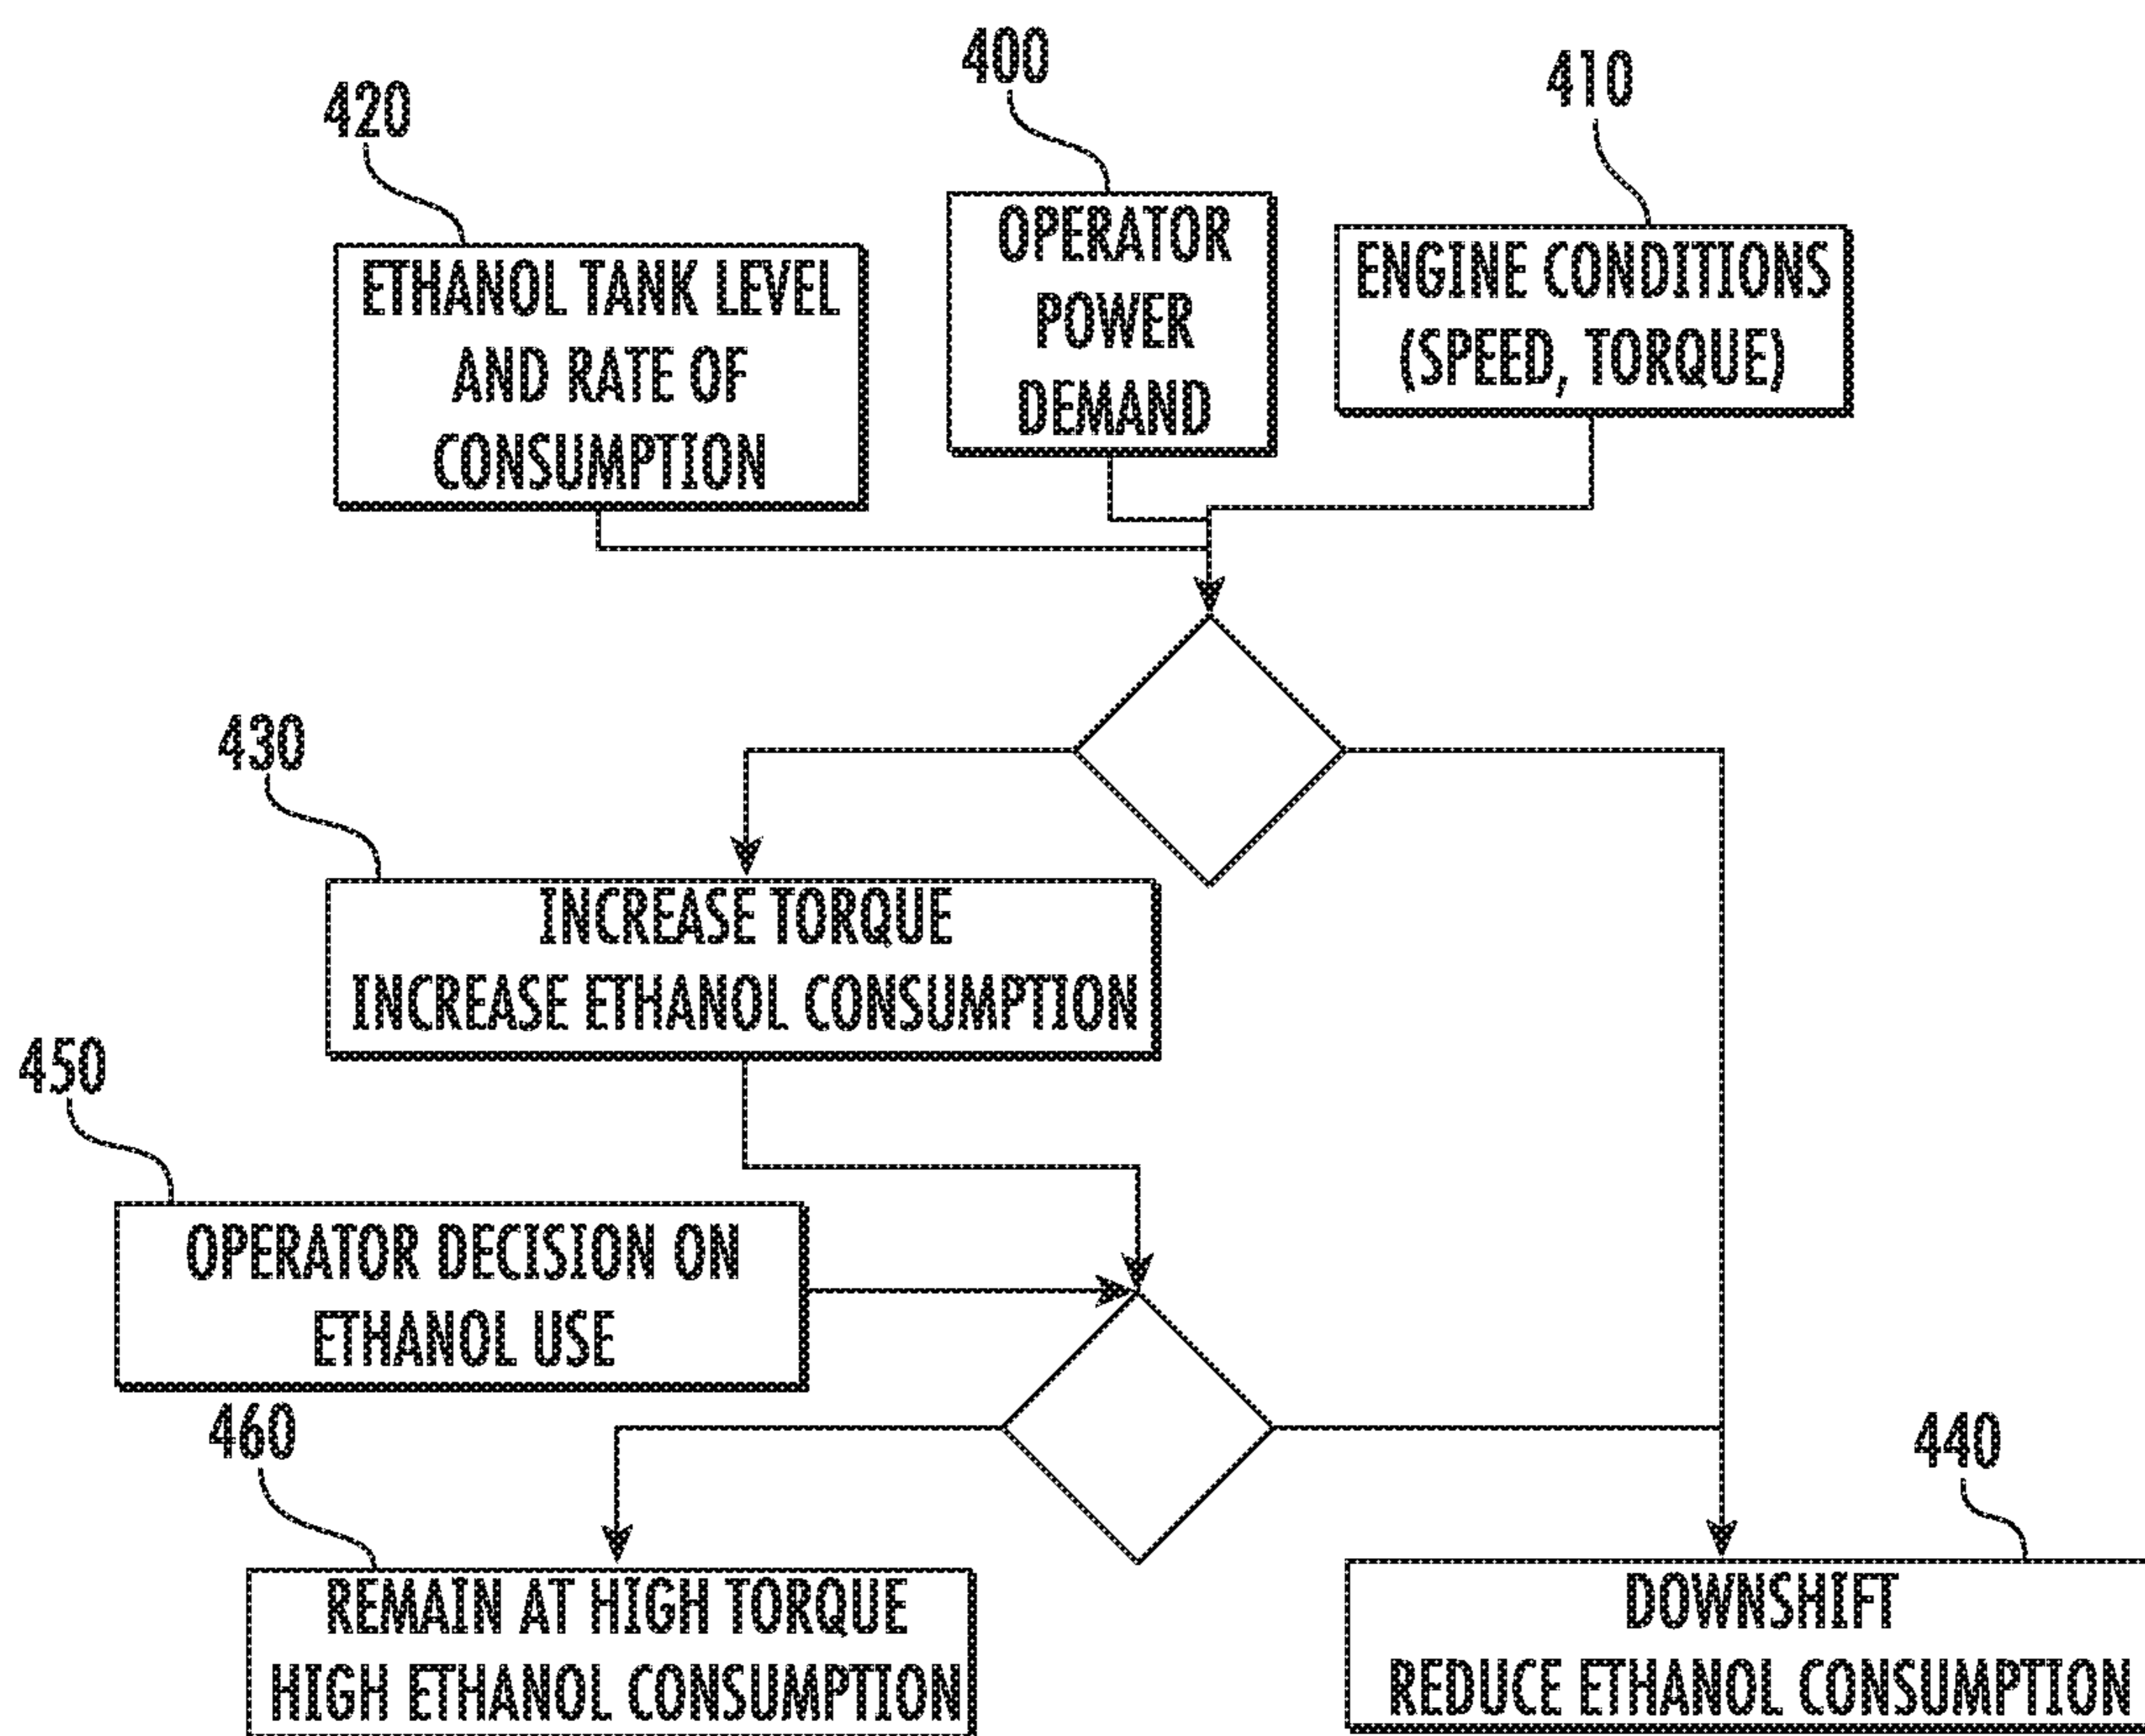 400
410
420
OPERATOR
POWER
DEMAND
ENGINE CONDITIONS
(SPEED, TORQUE)
ETHANOL TANK LEVEL
AND RATE OF
CONSUMPTION
430
INCREASE TORQUE
INCREASE ETHANOL CONSUMPTION
450
OPERATOR DECISION ON
ETHANOL USE
460
440
REMAIN AT HIGH TORQUE
HIGH ETHANOL CONSUMPTION
DOWNSHIFT
REDUCE ETHANOL CONSUMPTION